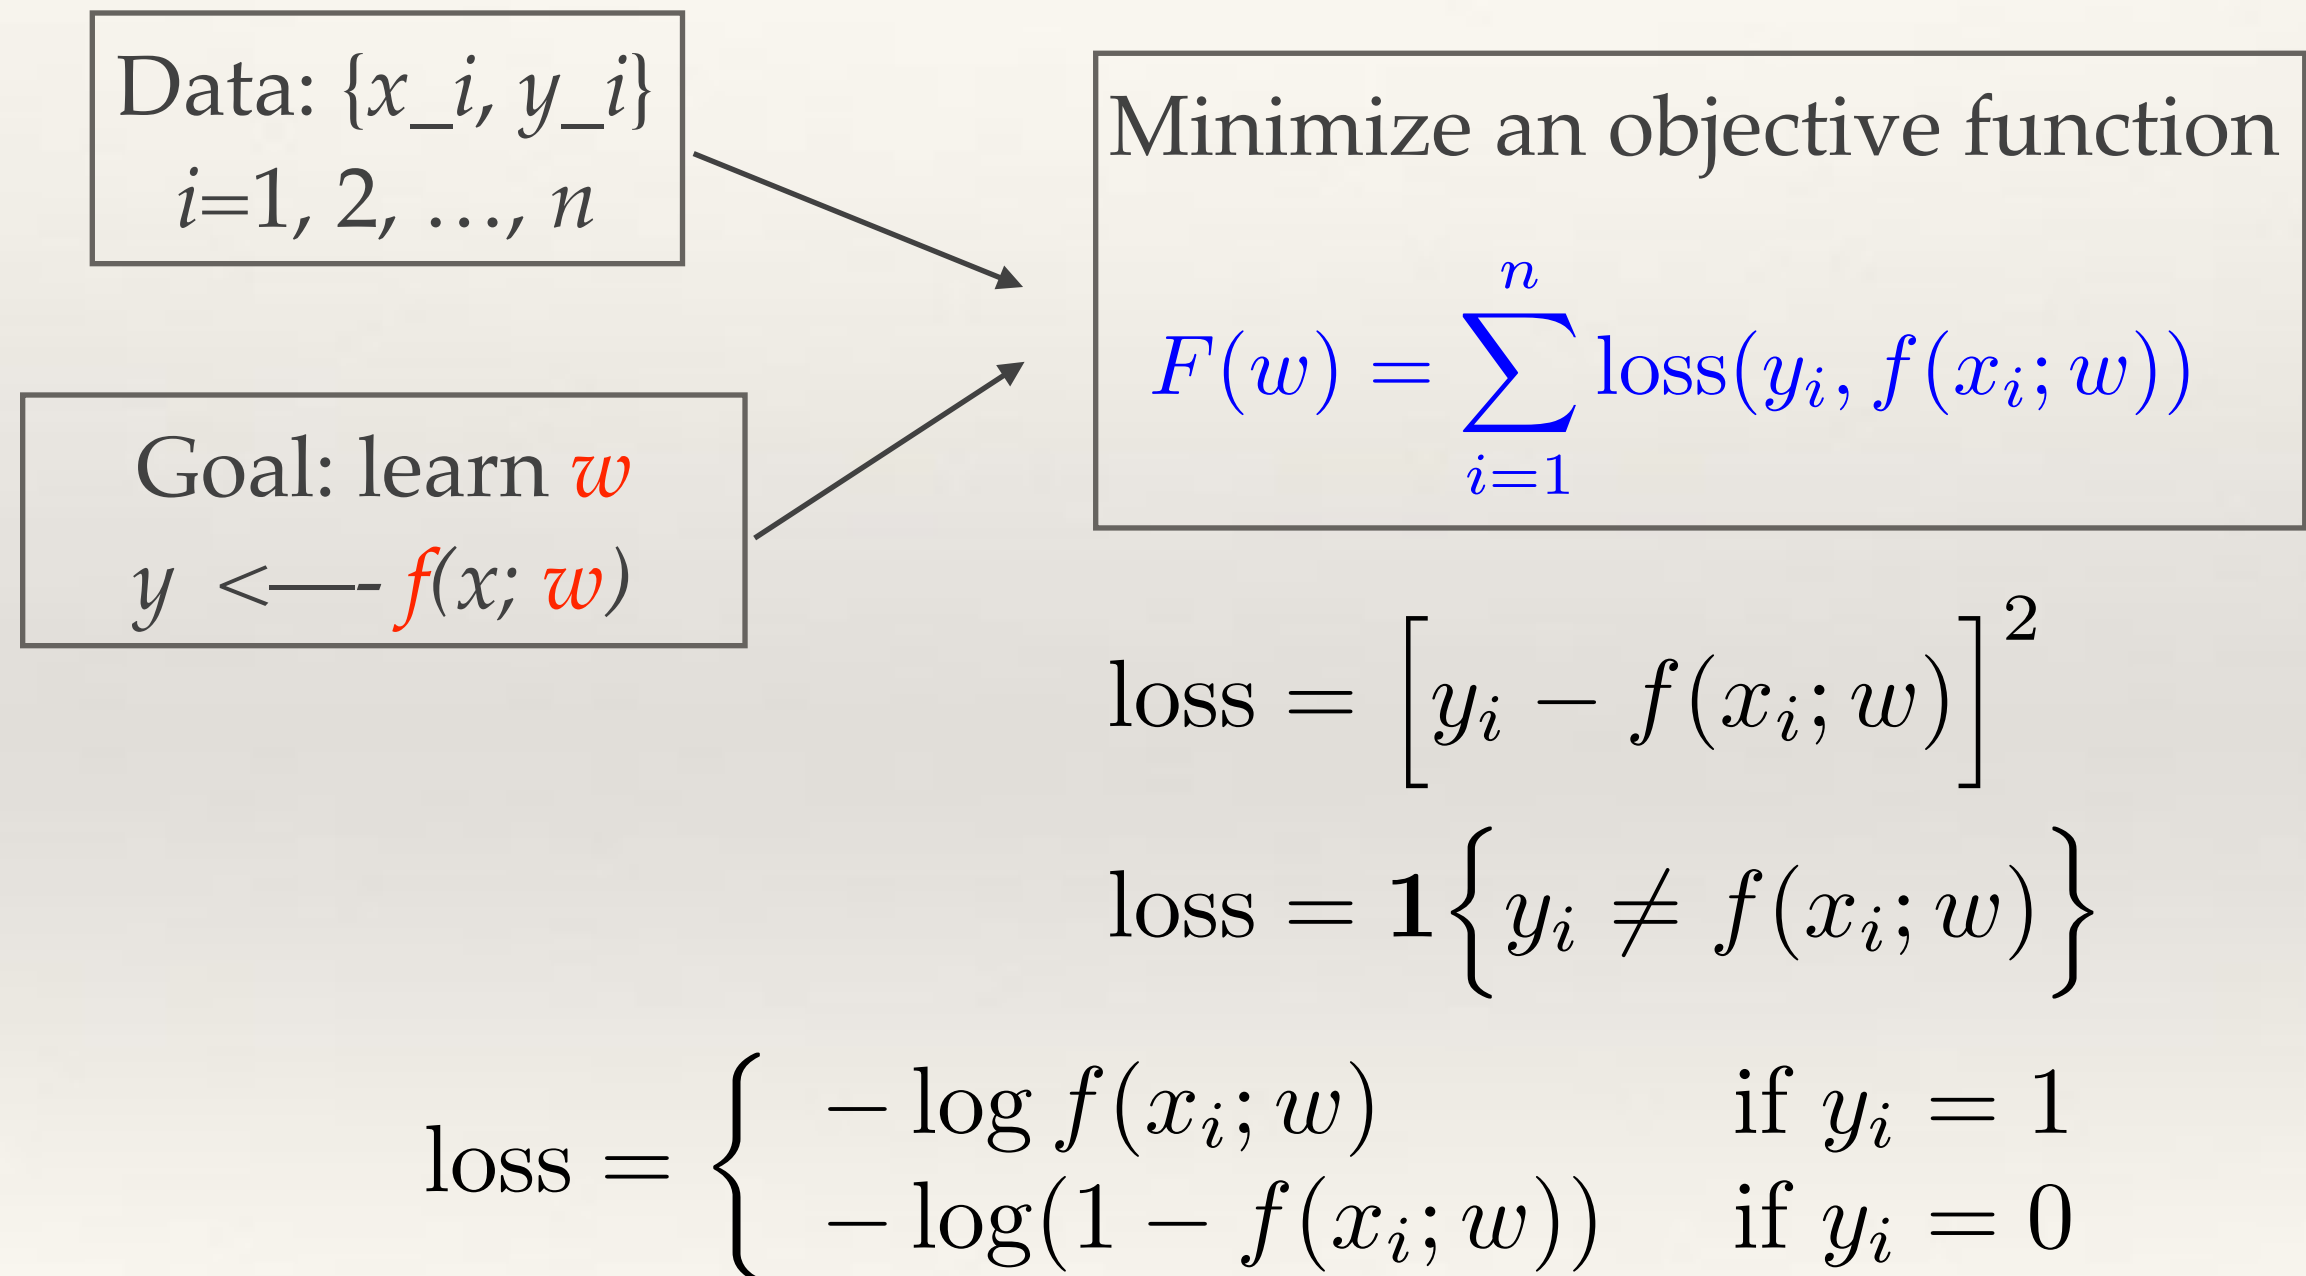 Data: {x_i, y_i}
i=1, 2, …, n
Goal: learn w
y <—- f(x; w)
Minimize an objective function
F(w) = \sum_{i=1}^{n} loss(y_i, f(x_i; w))
loss = [y_i − f(x_i; w)]^2
loss = 1{y_i ≠ f(x_i; w)}
loss = { − log f(x_i; w) if y_i = 1
− log(1 − f(x_i; w)) if y_i = 0